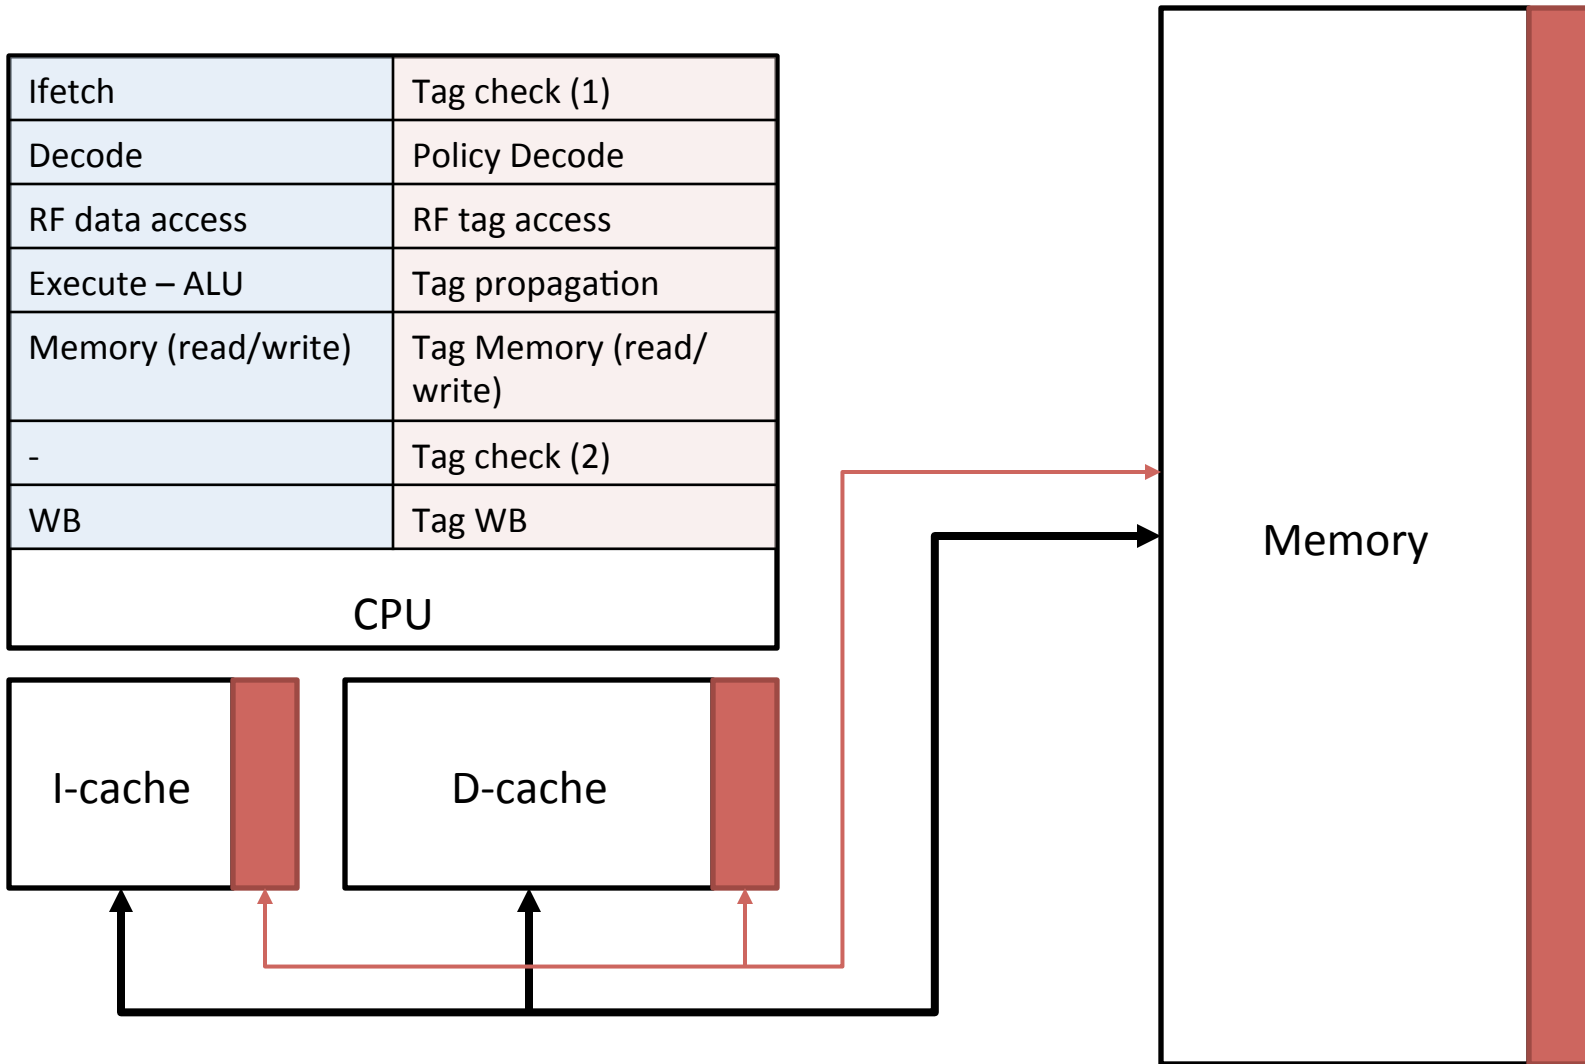 Ifetch
Tag check (1)
Decode
Policy Decode
RF data access
RF tag access
Execute – ALU
Tag propagation
Memory (read/write)
Tag Memory (read/
write)
-
Tag check (2)
WB
Tag WB
CPU
Memory
I-cache
D-cache